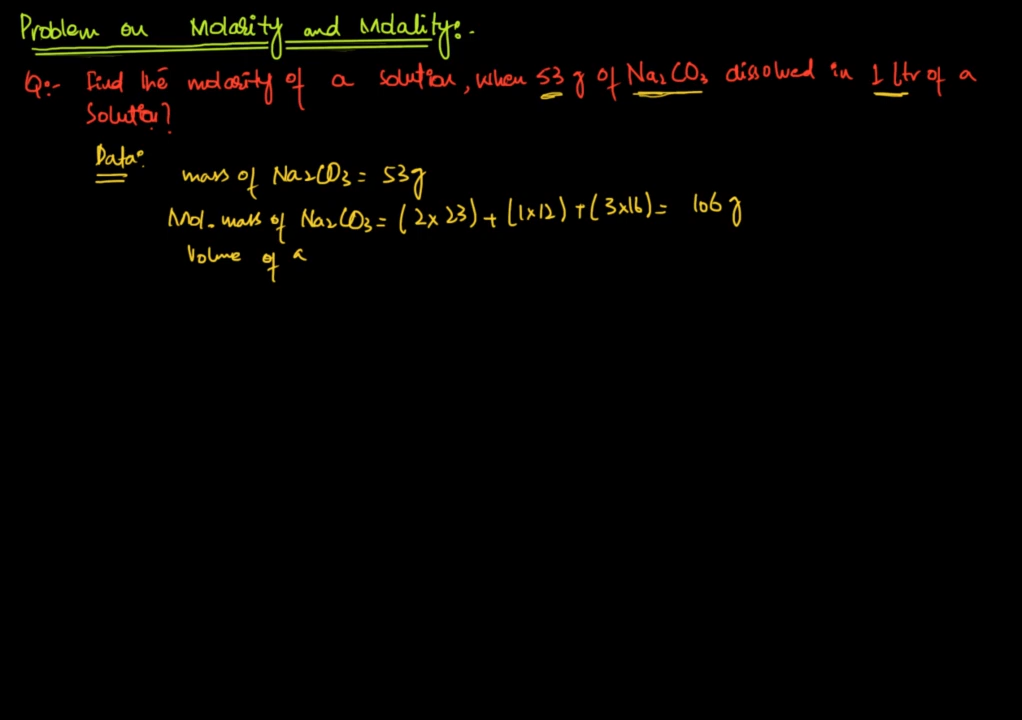 Problem on Molarity and Molality:-
Q:- Find the molarity of a solution, when 53 g of Na₂CO₃ dissolved in 1 Ltr of a
Solution?
Data:
mass of Na₂CO₃ = 53g
Mol. mass of Na₂CO₃ = (2x23) + (1x12) + (3x16) = 106 g
Volume of a